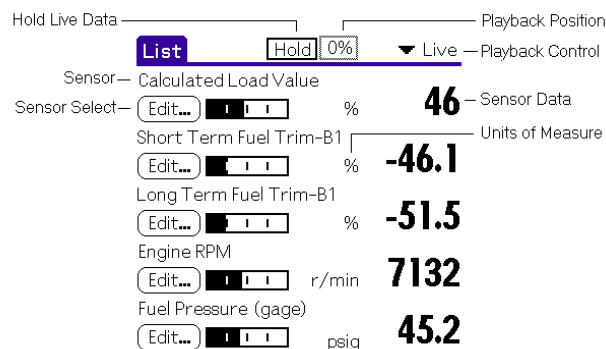 Hold Live Data
Playback Position
List Hold 0% Live
Playback Control
Sensor
Calculated Load Value
Sensor Select
Edit... % 46
Sensor Data
Short Term Fuel Trim-B1
Units of Measure
Edit... % -46.1
Long Term Fuel Trim-B1
Edit... % -51.5
Engine RPM
Edit... r/min 7132
Fuel Pressure (gage)
Edit... psig 45.2